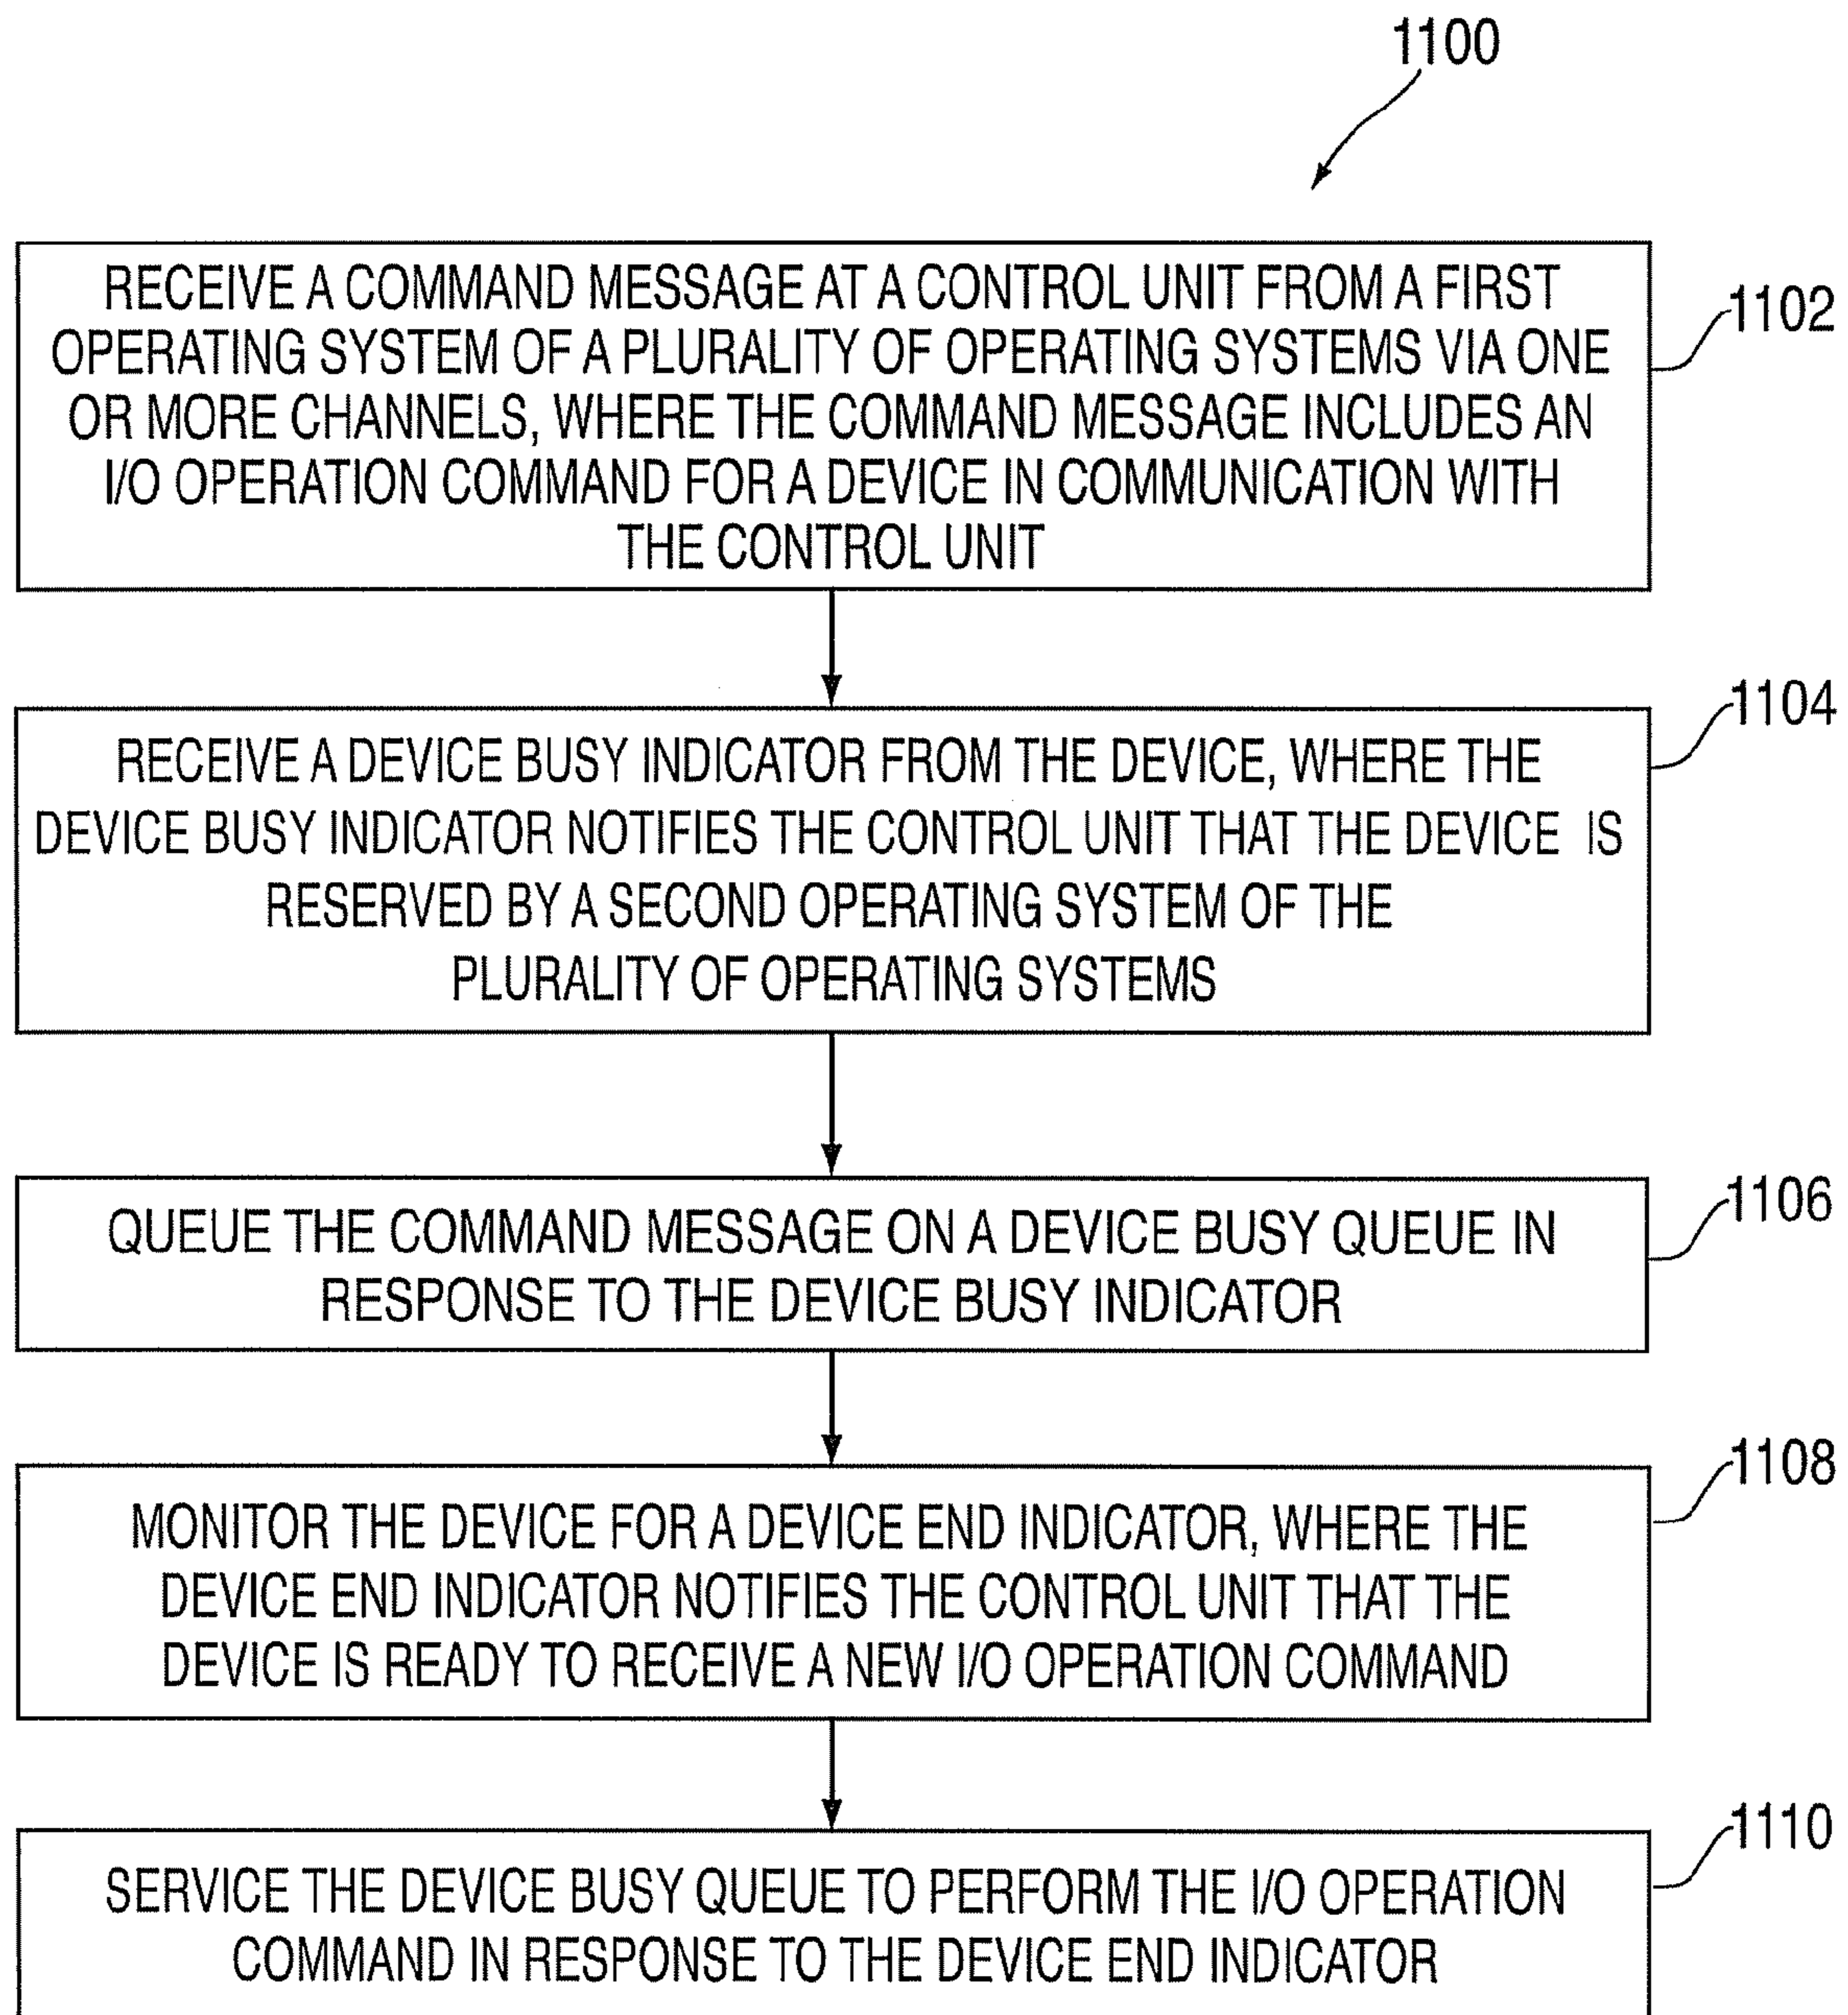 1100
RECEIVE A COMMAND MESSAGE AT A CONTROL UNIT FROM A FIRST
OPERATING SYSTEM OF A PLURALITY OF OPERATING SYSTEMS VIA ONE
OR MORE CHANNELS, WHERE THE COMMAND MESSAGE INCLUDES AN
I/O OPERATION COMMAND FOR A DEVICE IN COMMUNICATION WITH
THE CONTROL UNIT
1102
RECEIVE A DEVICE BUSY INDICATOR FROM THE DEVICE, WHERE THE
DEVICE BUSY INDICATOR NOTIFIES THE CONTROL UNIT THAT THE DEVICE IS
RESERVED BY A SECOND OPERATING SYSTEM OF THE
PLURALITY OF OPERATING SYSTEMS
1104
QUEUE THE COMMAND MESSAGE ON A DEVICE BUSY QUEUE IN
RESPONSE TO THE DEVICE BUSY INDICATOR
1106
MONITOR THE DEVICE FOR A DEVICE END INDICATOR, WHERE THE
DEVICE END INDICATOR NOTIFIES THE CONTROL UNIT THAT THE
DEVICE IS READY TO RECEIVE A NEW I/O OPERATION COMMAND
1108
SERVICE THE DEVICE BUSY QUEUE TO PERFORM THE I/O OPERATION
COMMAND IN RESPONSE TO THE DEVICE END INDICATOR
1110